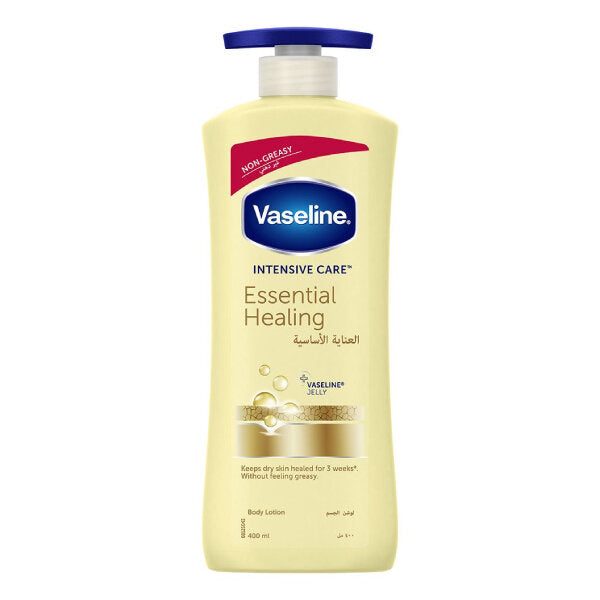 NON-GREASY
غير دهني
Vaseline®
INTENSIVE CARE™
Essential
Healing
العناية الأساسية
VASELINE®
JELLY
Keeps dry skin healed for 3 weeks*.
Without feeling greasy.
Body Lotion
لوشن الجسم
400 ml
٤٠٠ مل